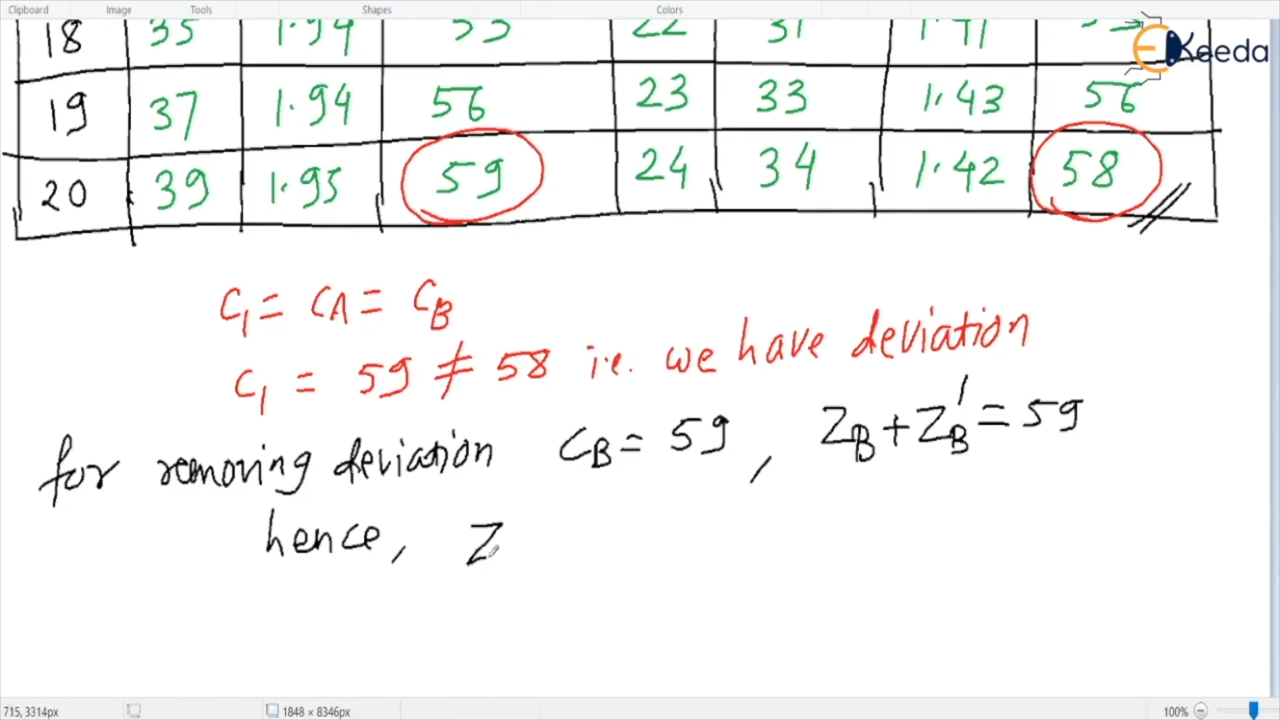 Clipboard Image Tools Shapes Colors
18 35 1.94 53 22 31 1.41
Keeda
19 37 1.94 56 23 33 1.43 56
20 39 1.95 59 24 34 1.42 58
C₁ = CA = CB
C₁ = 59 ≠ 58 i.e. we have deviation
for removing deviation CB = 59 , ZB + ZB' = 59
hence, Z
715, 3314px 1848 × 8346px 100%